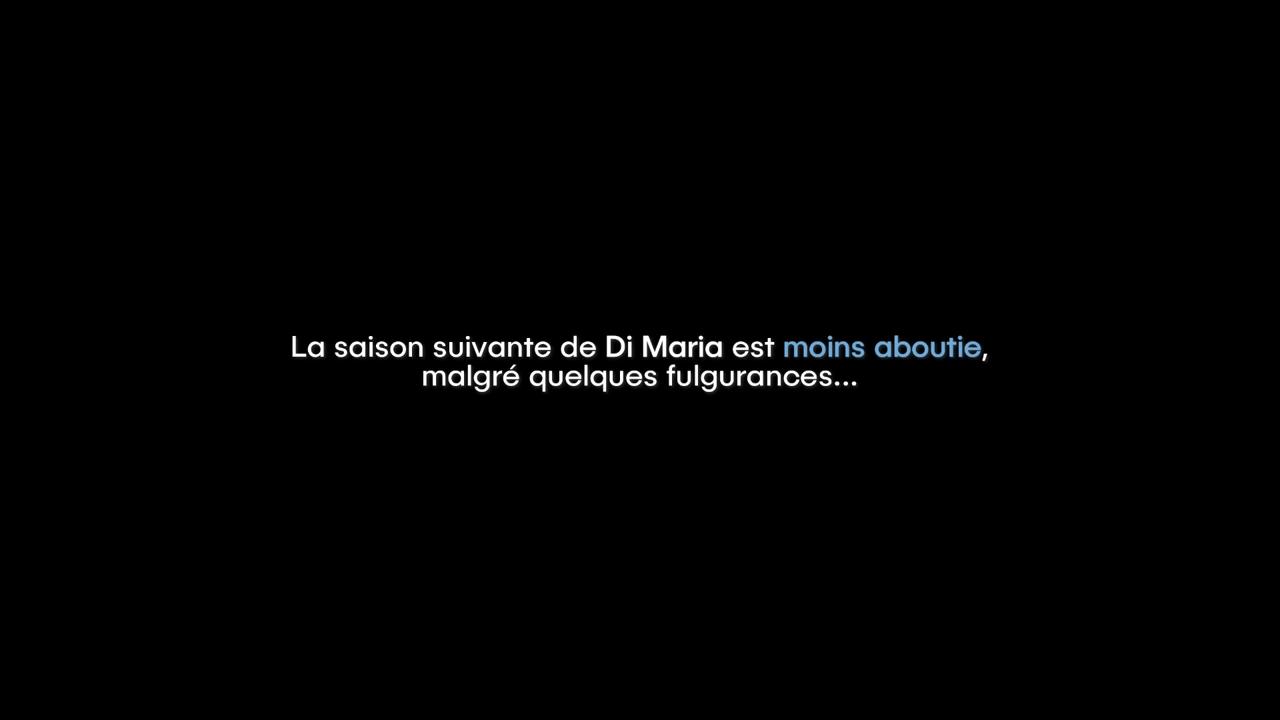 La saison suivante de Di Maria est moins aboutie,
malgré quelques fulgurances...